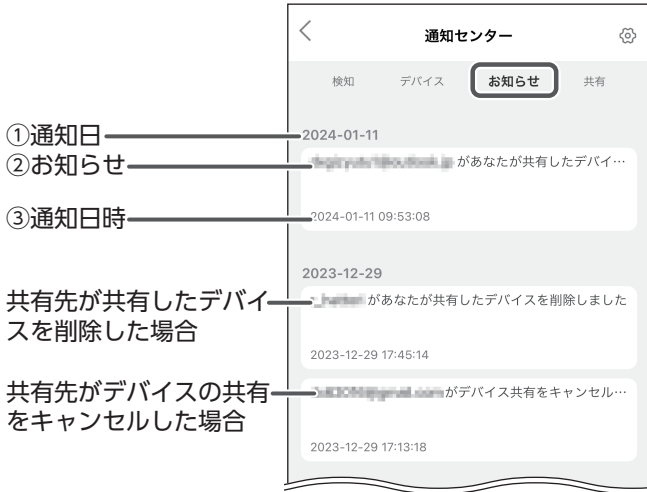 通知センター
検知 デバイス お知らせ 共有
①通知日
2024-01-11
②お知らせ
があなたが共有したデバイ…
③通知日時
2024-01-11 09:53:08
2023-12-29
共有先が共有したデバイ
スを削除した場合
があなたが共有したデバイスを削除しました
2023-12-29 17:45:14
共有先がデバイスの共有
をキャンセルした場合
がデバイス共有をキャンセル…
2023-12-29 17:13:18